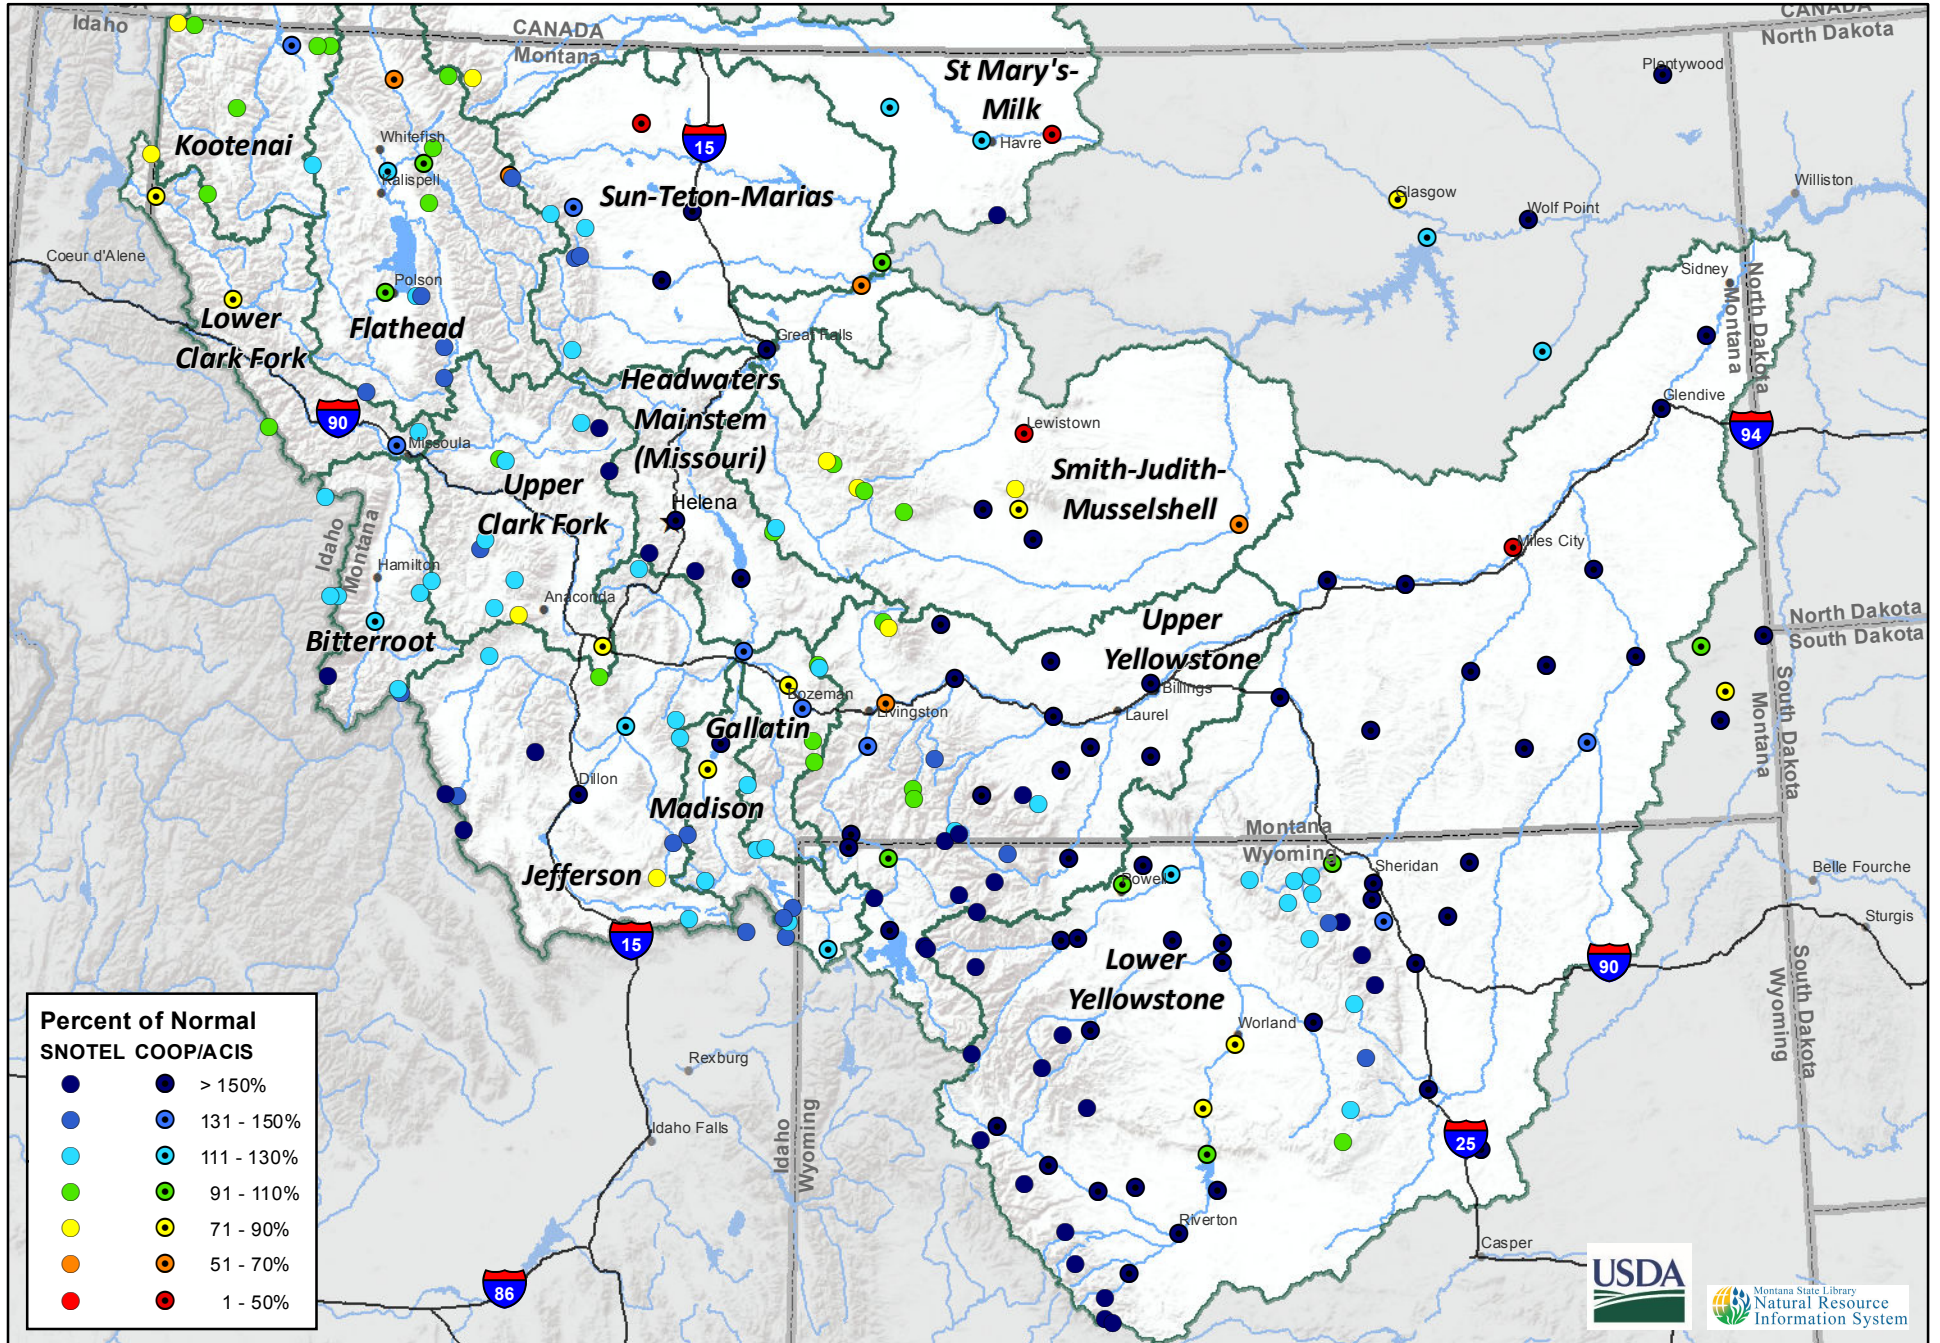 CANADA
Idaho
CANADA
Montana
CANADA
North Dakota
St Mary's-
Milk
Plentywood
Kootenai
Whitefish
15
Havre
Kalispell
Sun-Teton-Marias
Glasgow
Wolf Point
Williston
Coeur d'Alene
Polson
Sidney
North Dakota
Montana
Lower
Clark Fork
Flathead
Great Falls
Headwaters
Mainstem
(Missouri)
Glendive
90
Missoula
Lewistown
94
Smith-Judith-
Musselshell
Upper
Clark Fork
Helena
Idaho
Montana
Hamilton
Miles City
Anaconda
Bitterroot
Upper
Yellowstone
North Dakota
South Dakota
Bozeman
Livingston
Billings
Laurel
Gallatin
South Dakota
Montana
Dillon
Madison
Montana
Wyoming
Jefferson
Powell
Sheridan
Belle Fourche
Sturgis
15
Lower
Yellowstone
90
South Dakota
Wyoming
Worland
Rexburg
Idaho Falls
Idaho
Wyoming
25
Riverton
Casper
86
Percent of Normal
SNOTEL COOP/ACIS
> 150%
131 - 150%
111 - 130%
91 - 110%
71 - 90%
51 - 70%
1 - 50%
USDA
Montana State Library
Natural Resource
Information System